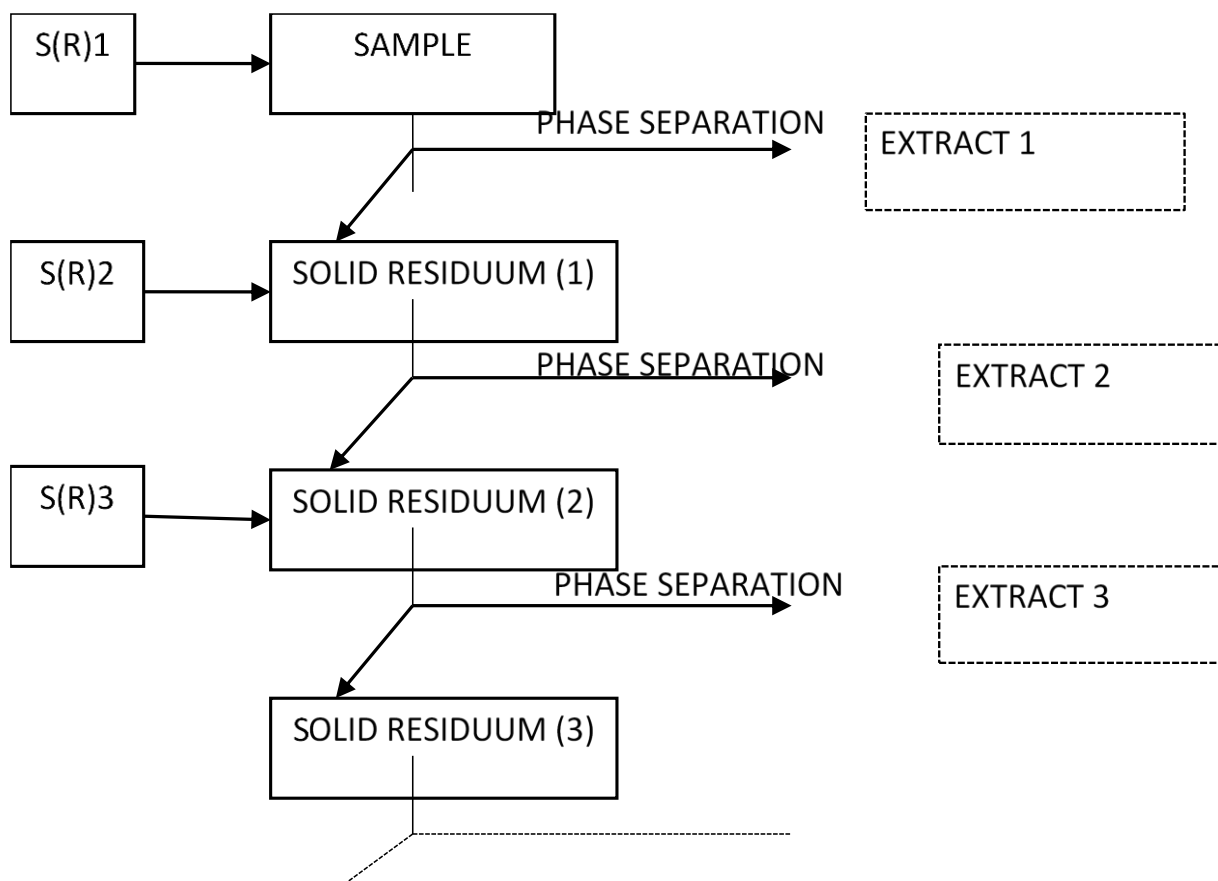 S(R)1
SAMPLE
PHASE SEPARATION
EXTRACT 1
S(R)2
SOLID RESIDUUM (1)
PHASE SEPARATION
EXTRACT 2
S(R)3
SOLID RESIDUUM (2)
PHASE SEPARATION
EXTRACT 3
SOLID RESIDUUM (3)